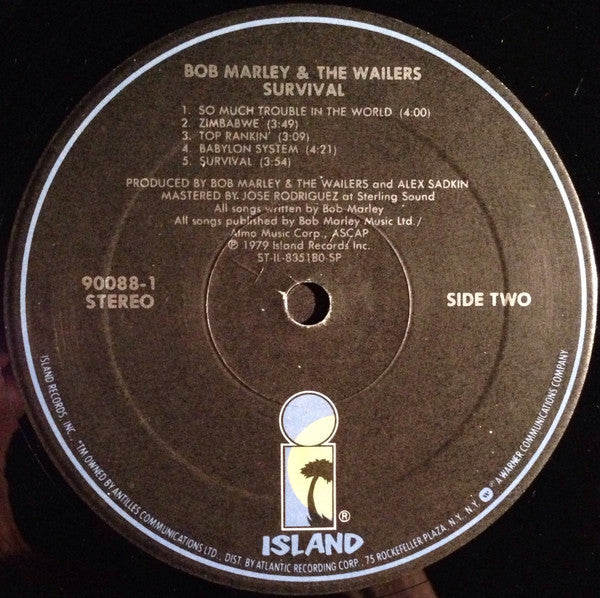 BOB MARLEY & THE WAILERS
SURVIVAL
1. SO MUCH TROUBLE IN THE WORLD (4:00)
2. ZIMBABWE (3:49)
3. TOP RANKIN' (3:09)
4. BABYLON SYSTEM (4:21)
5. SURVIVAL (3:54)
PRODUCED BY BOB MARLEY & THE WAILERS and ALEX SADKIN
MASTERED BY JOSE RODRIGUEZ at Sterling Sound
All songs written by Bob Marley
All songs published by Bob Marley Music Ltd./
Almo Music Corp., ASCAP
℗ 1979 Island Records Inc.
ST-IL-835180-SP
90088-1
STEREO
SIDE TWO
®
ISLAND
ISLAND RECORDS, INC. ™ OWNED BY ANTILLES COMMUNICATIONS LTD., DIST. BY ATLANTIC RECORDING CORP., 75 ROCKEFELLER PLAZA, N.Y., N.Y. A WARNER COMMUNICATIONS COMPANY